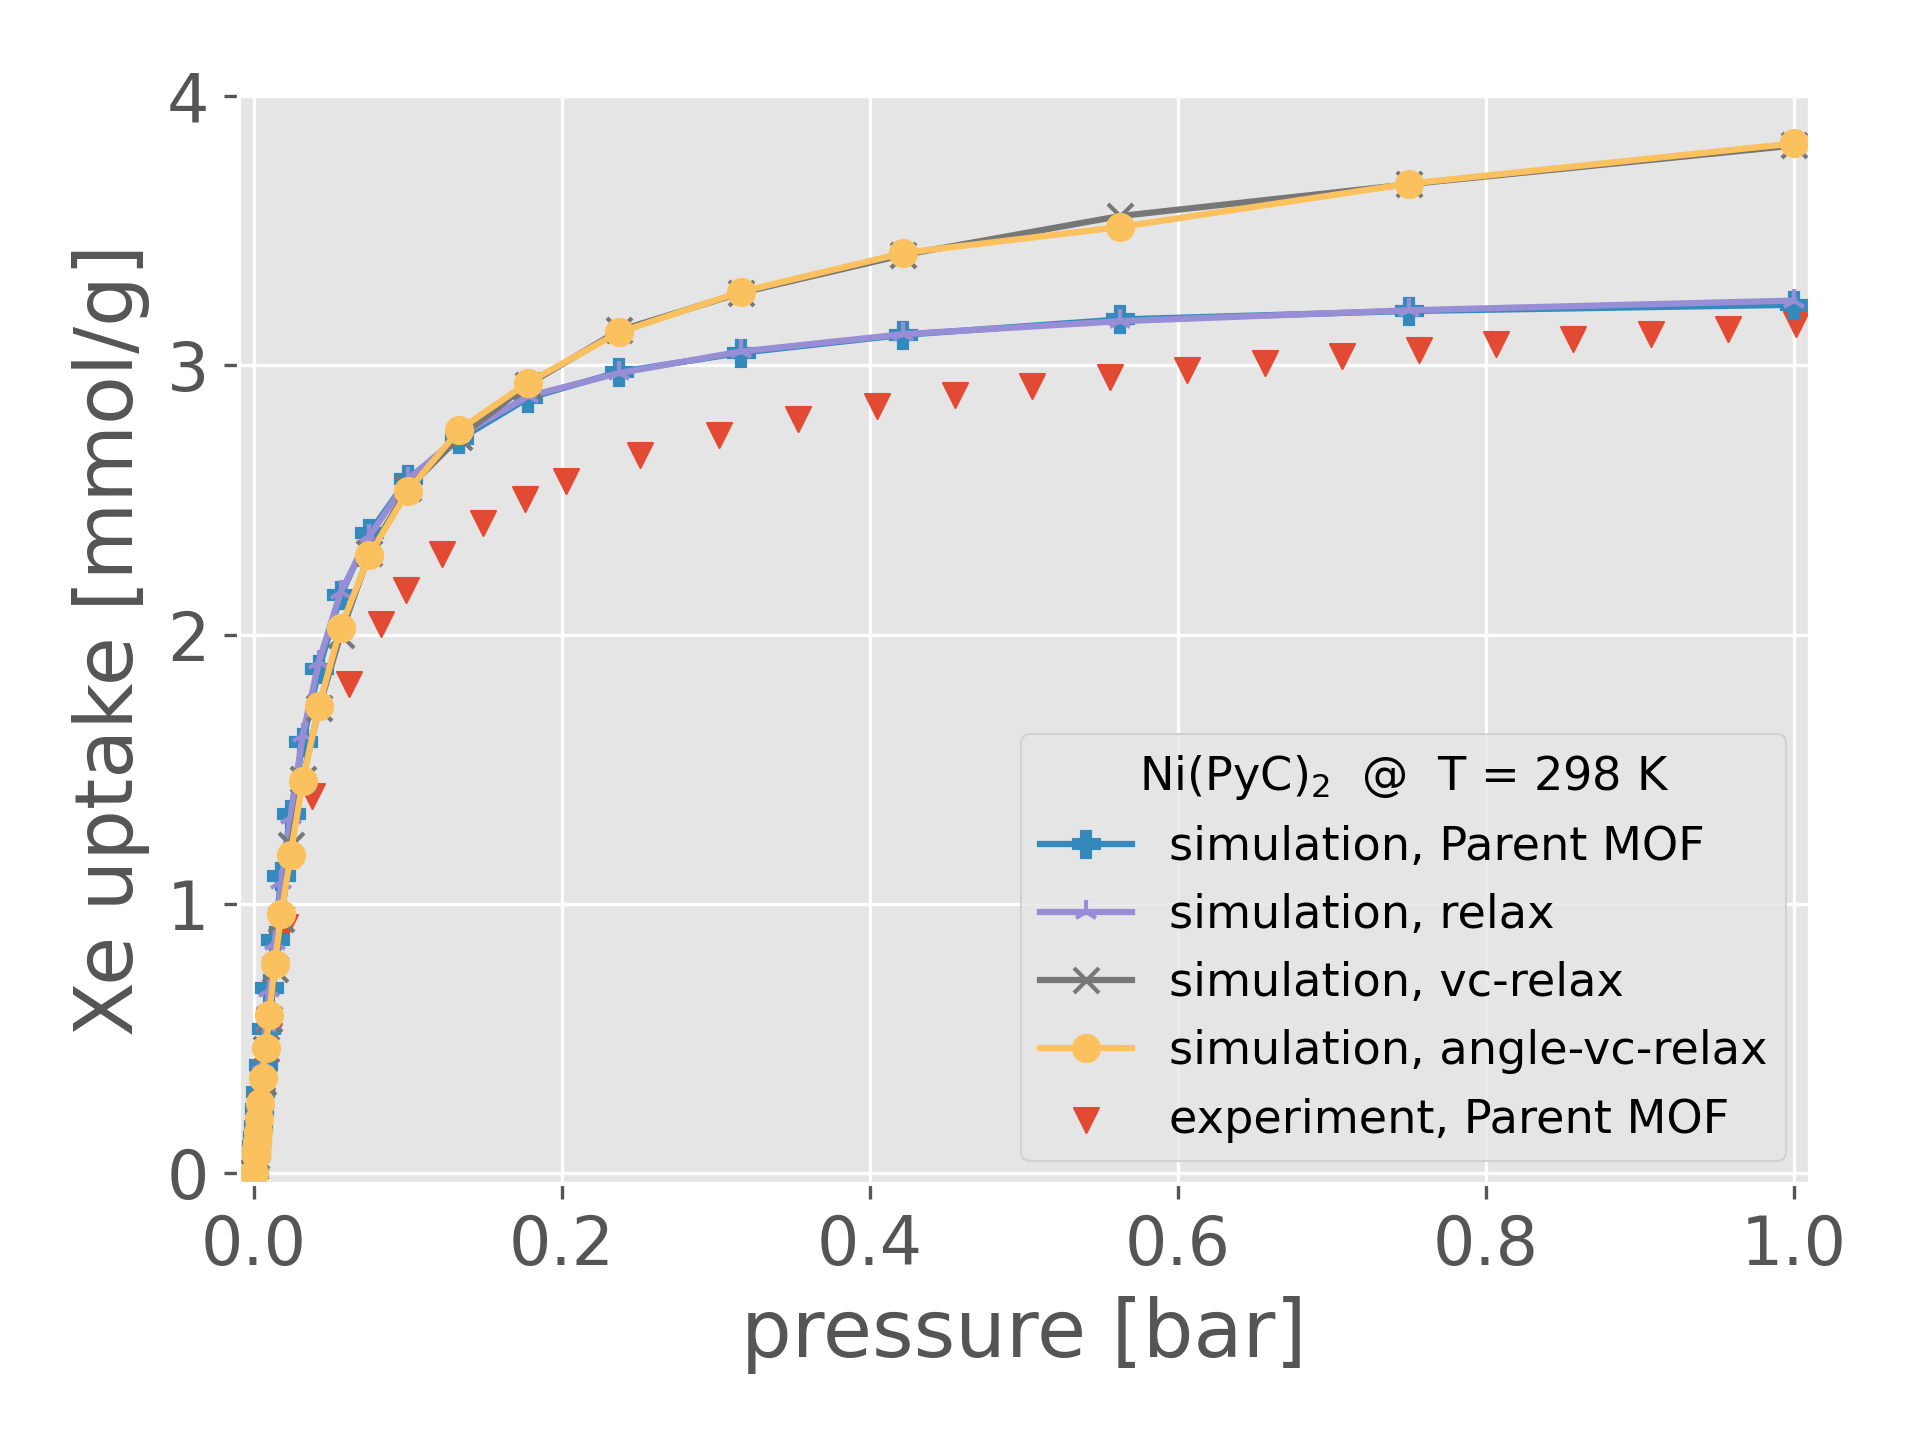 4
3
2
1
0
Xe uptake [mmol/g]
Ni(PyC)₂ @ T = 298 K
simulation, Parent MOF
simulation, relax
simulation, vc-relax
simulation, angle-vc-relax
experiment, Parent MOF
0.0 0.2 0.4 0.6 0.8 1.0
pressure [bar]